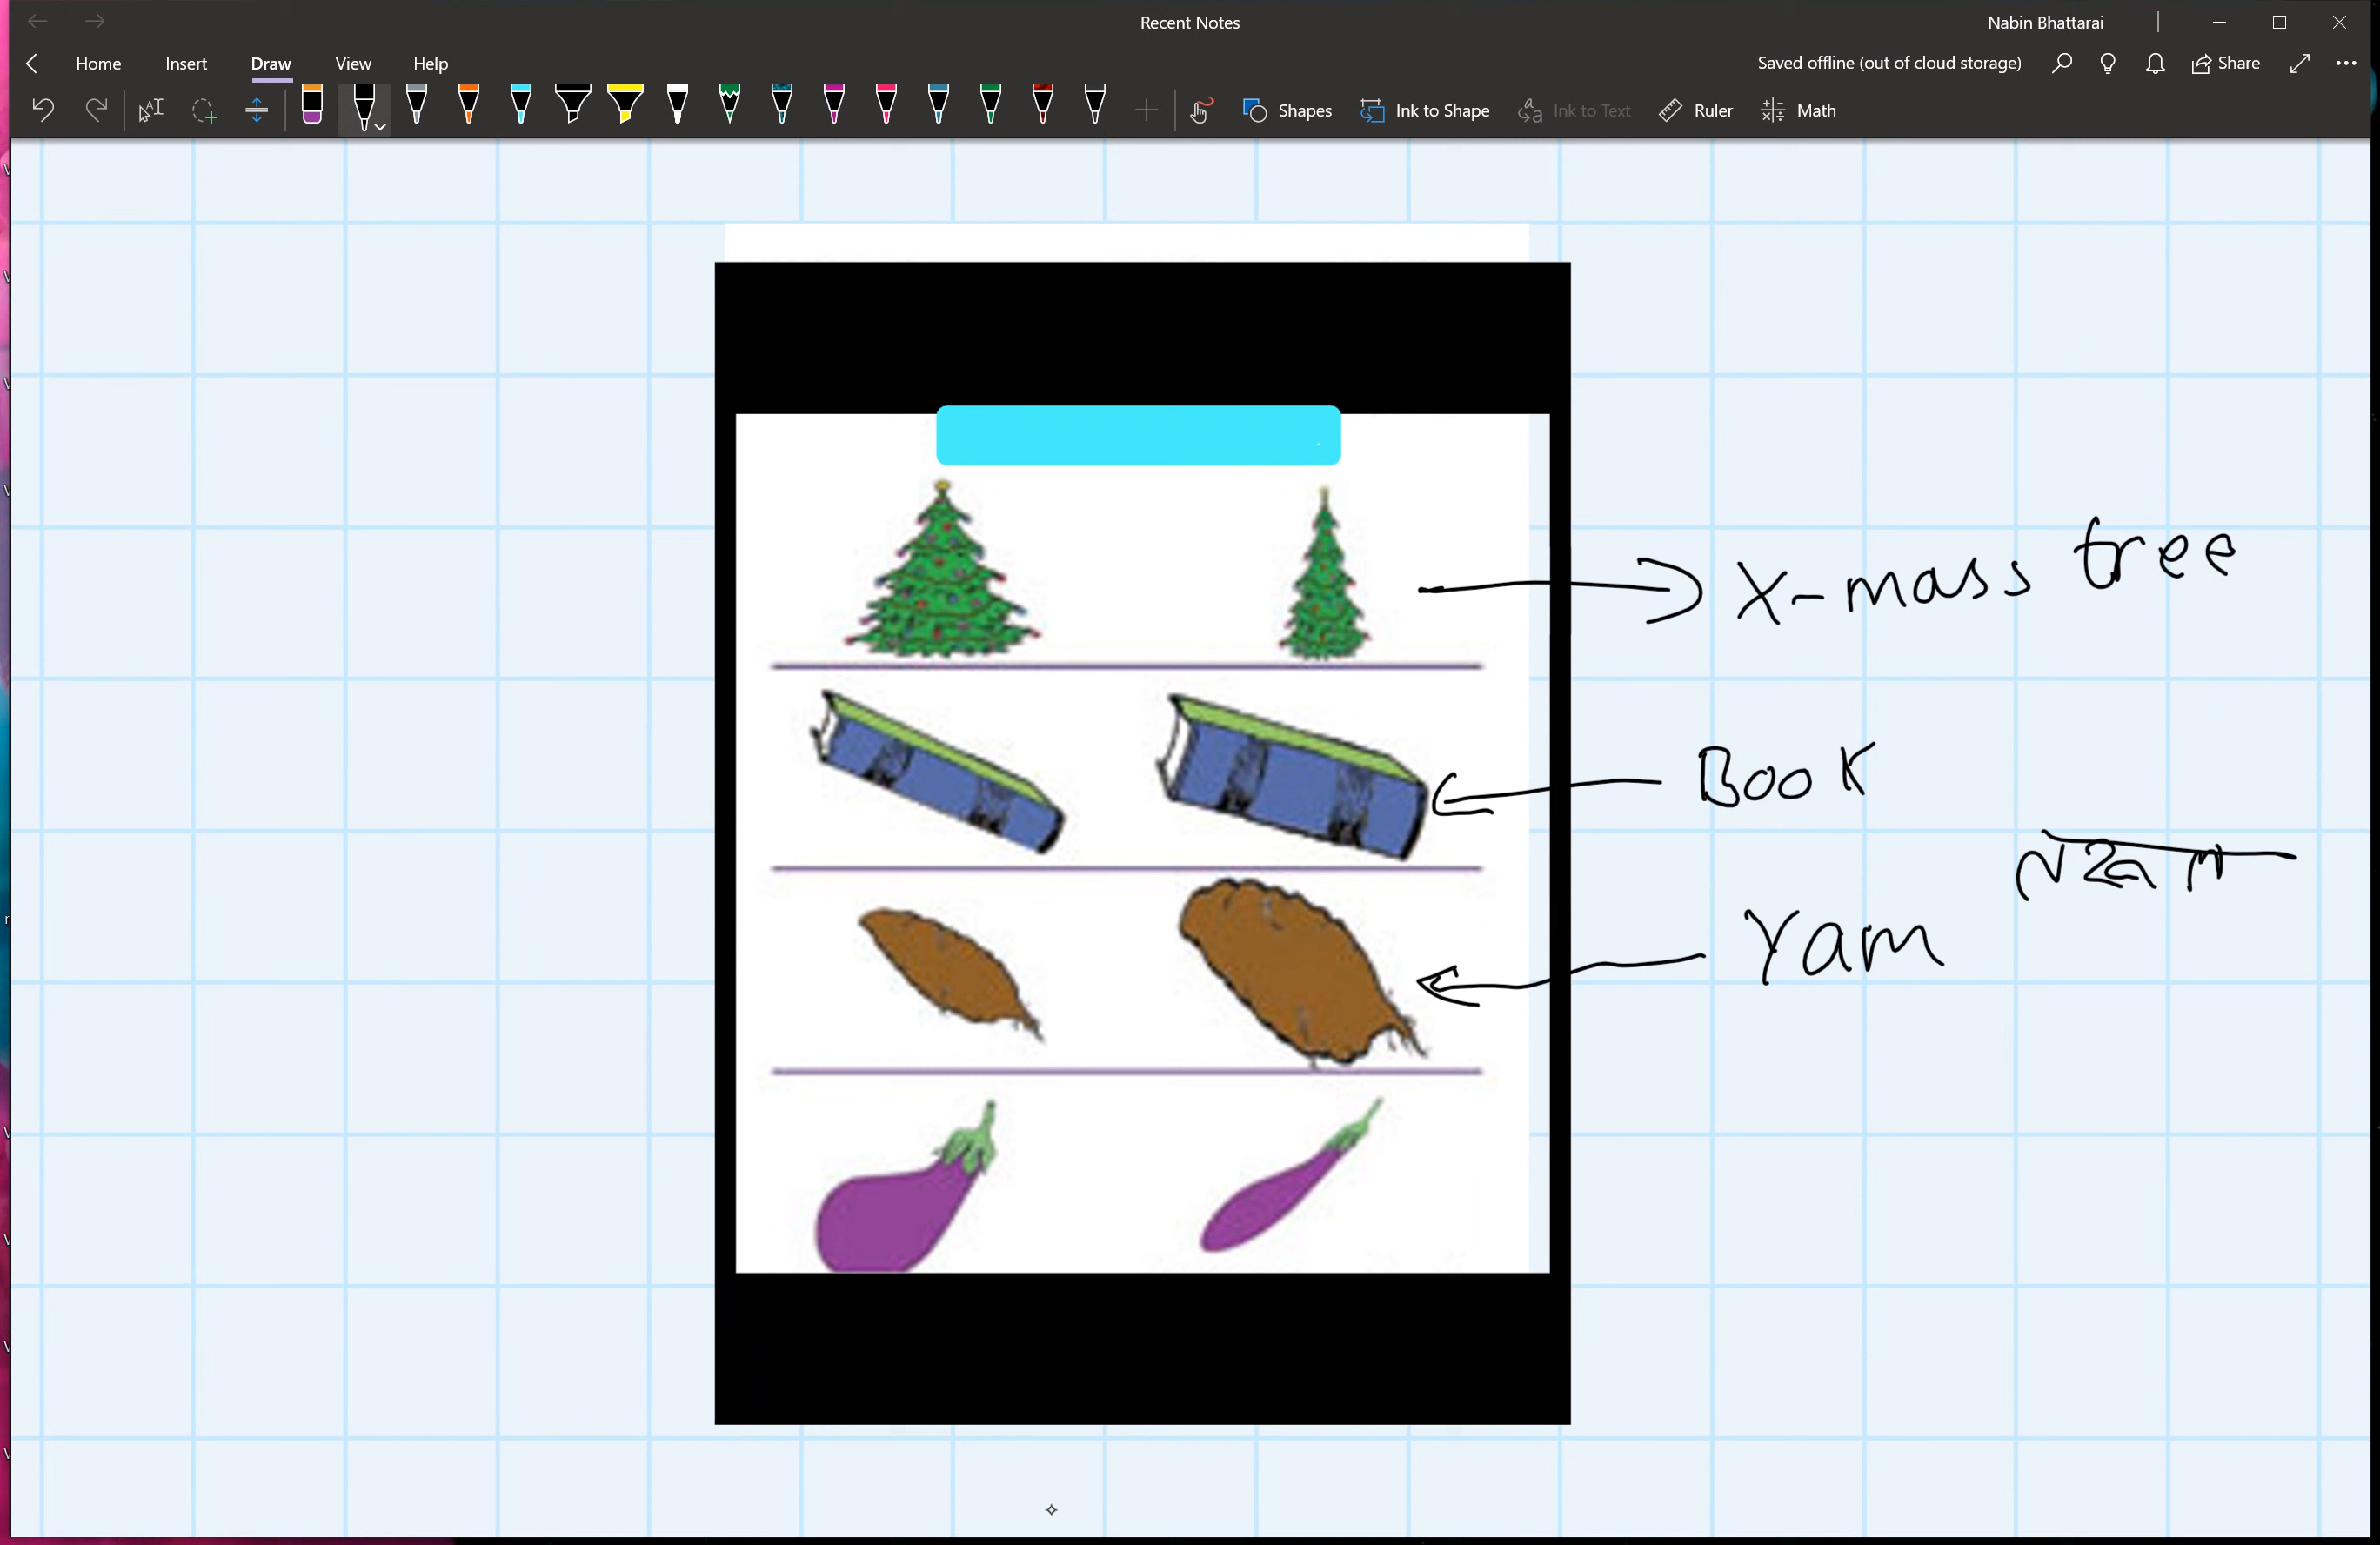 Recent Notes
Nabin Bhattarai
Home Insert Draw View Help
Saved offline (out of cloud storage)
Share
Shapes
Ink to Shape
Ink to Text
Ruler
Math
X-mass tree
Book
Yam